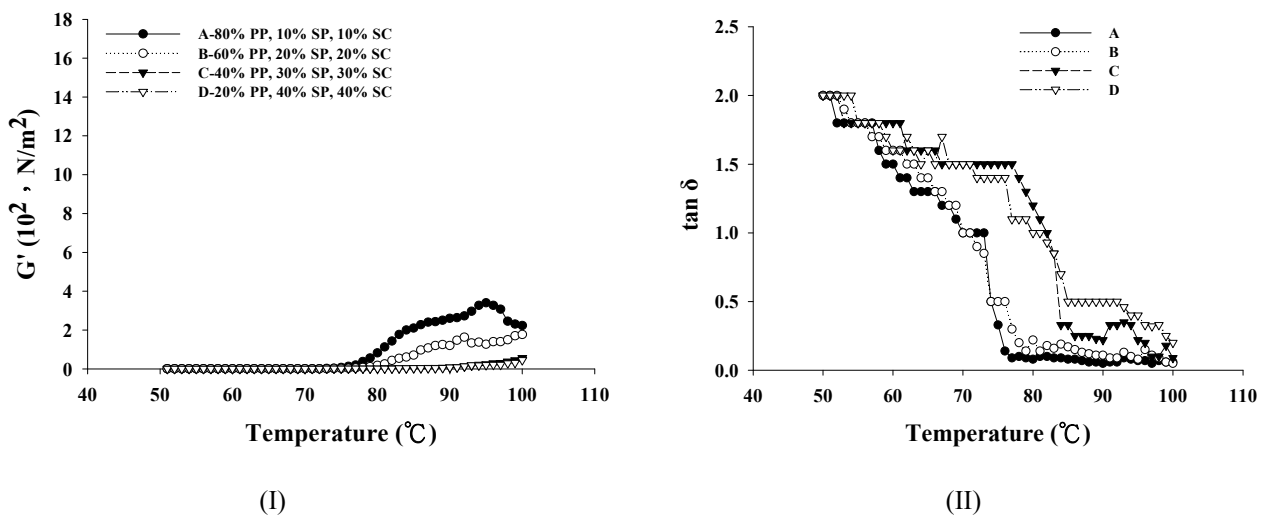 18
16
14
12
10
8
6
4
2
0
G' (10², N/m²)
A-80% PP, 10% SP, 10% SC
B-60% PP, 20% SP, 20% SC
C-40% PP, 30% SP, 30% SC
D-20% PP, 40% SP, 40% SC
40 50 60 70 80 90 100 110
Temperature (℃)
(I)
2.5
2.0
1.5
1.0
0.5
0.0
tan δ
A
B
C
D
40 50 60 70 80 90 100 110
Temperature (℃)
(II)